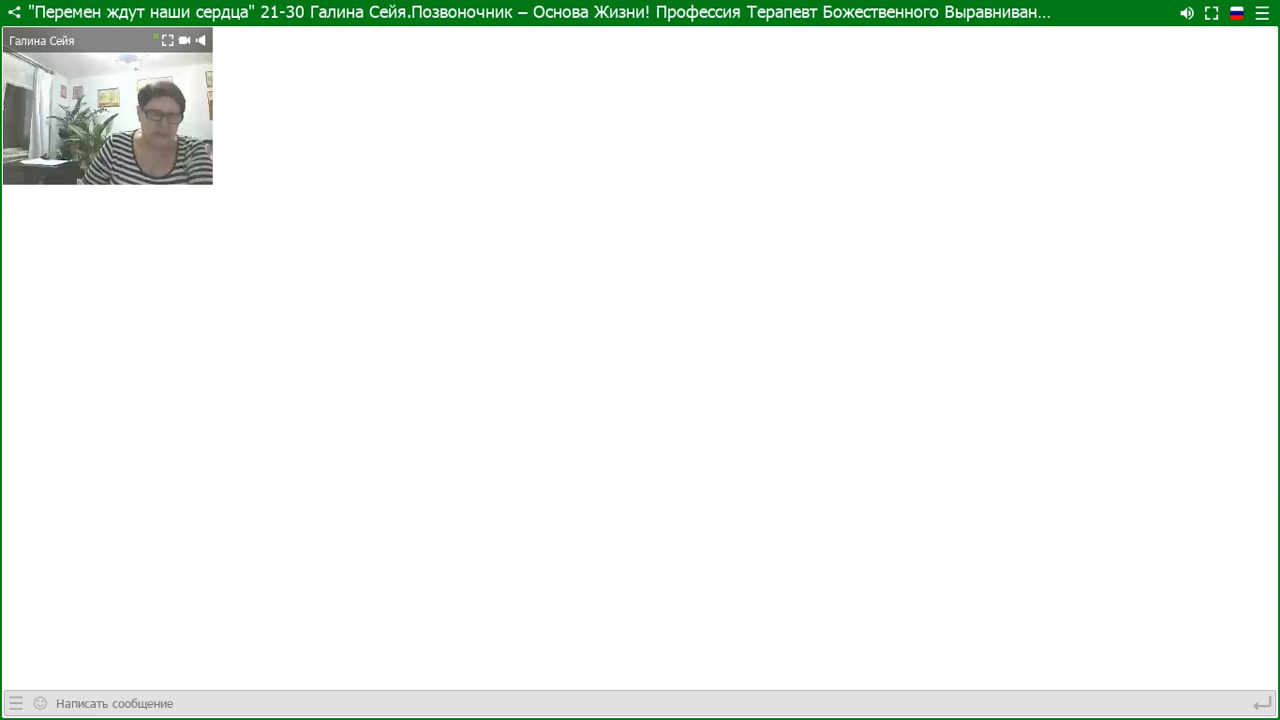 "Перемен ждут наши сердца" 21-30 Галина Сейя.Позвоночник – Основа Жизни! Профессия Терапевт Божественного Выравниван...
Галина Сейя
Написать сообщение